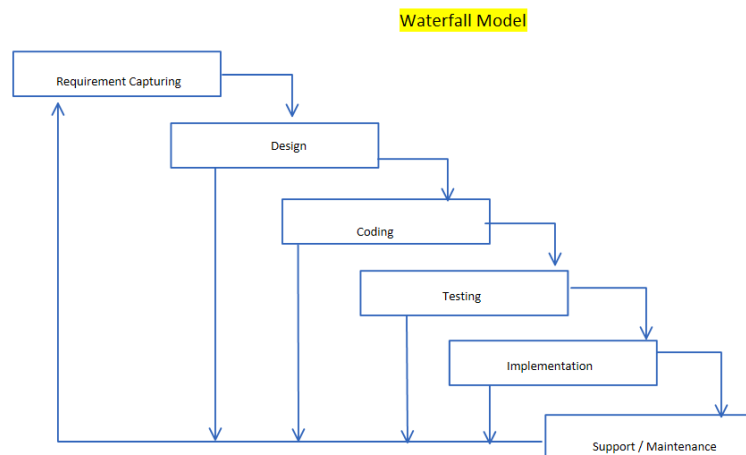 Waterfall Model
Requirement Capturing
Design
Coding
Testing
Implementation
Support / Maintenance